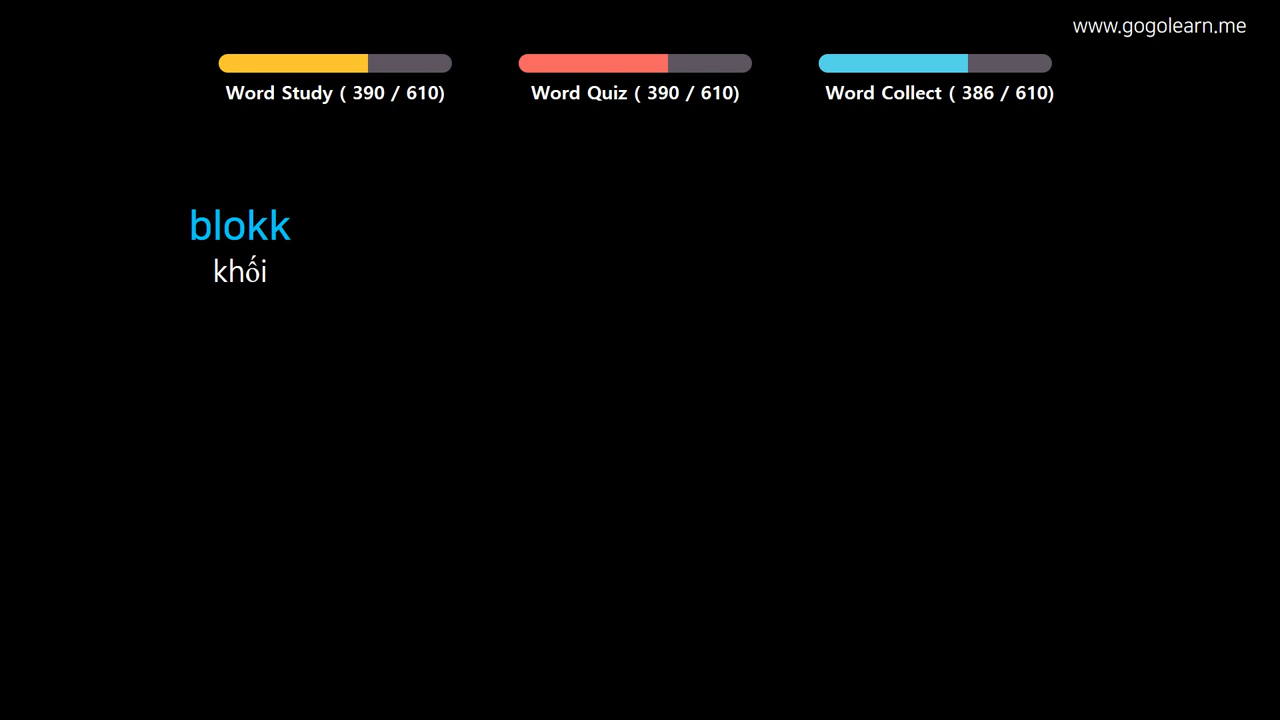 www.gogolearn.me
Word Study ( 390 / 610)
Word Quiz ( 390 / 610)
Word Collect ( 386 / 610)
blokk
khối